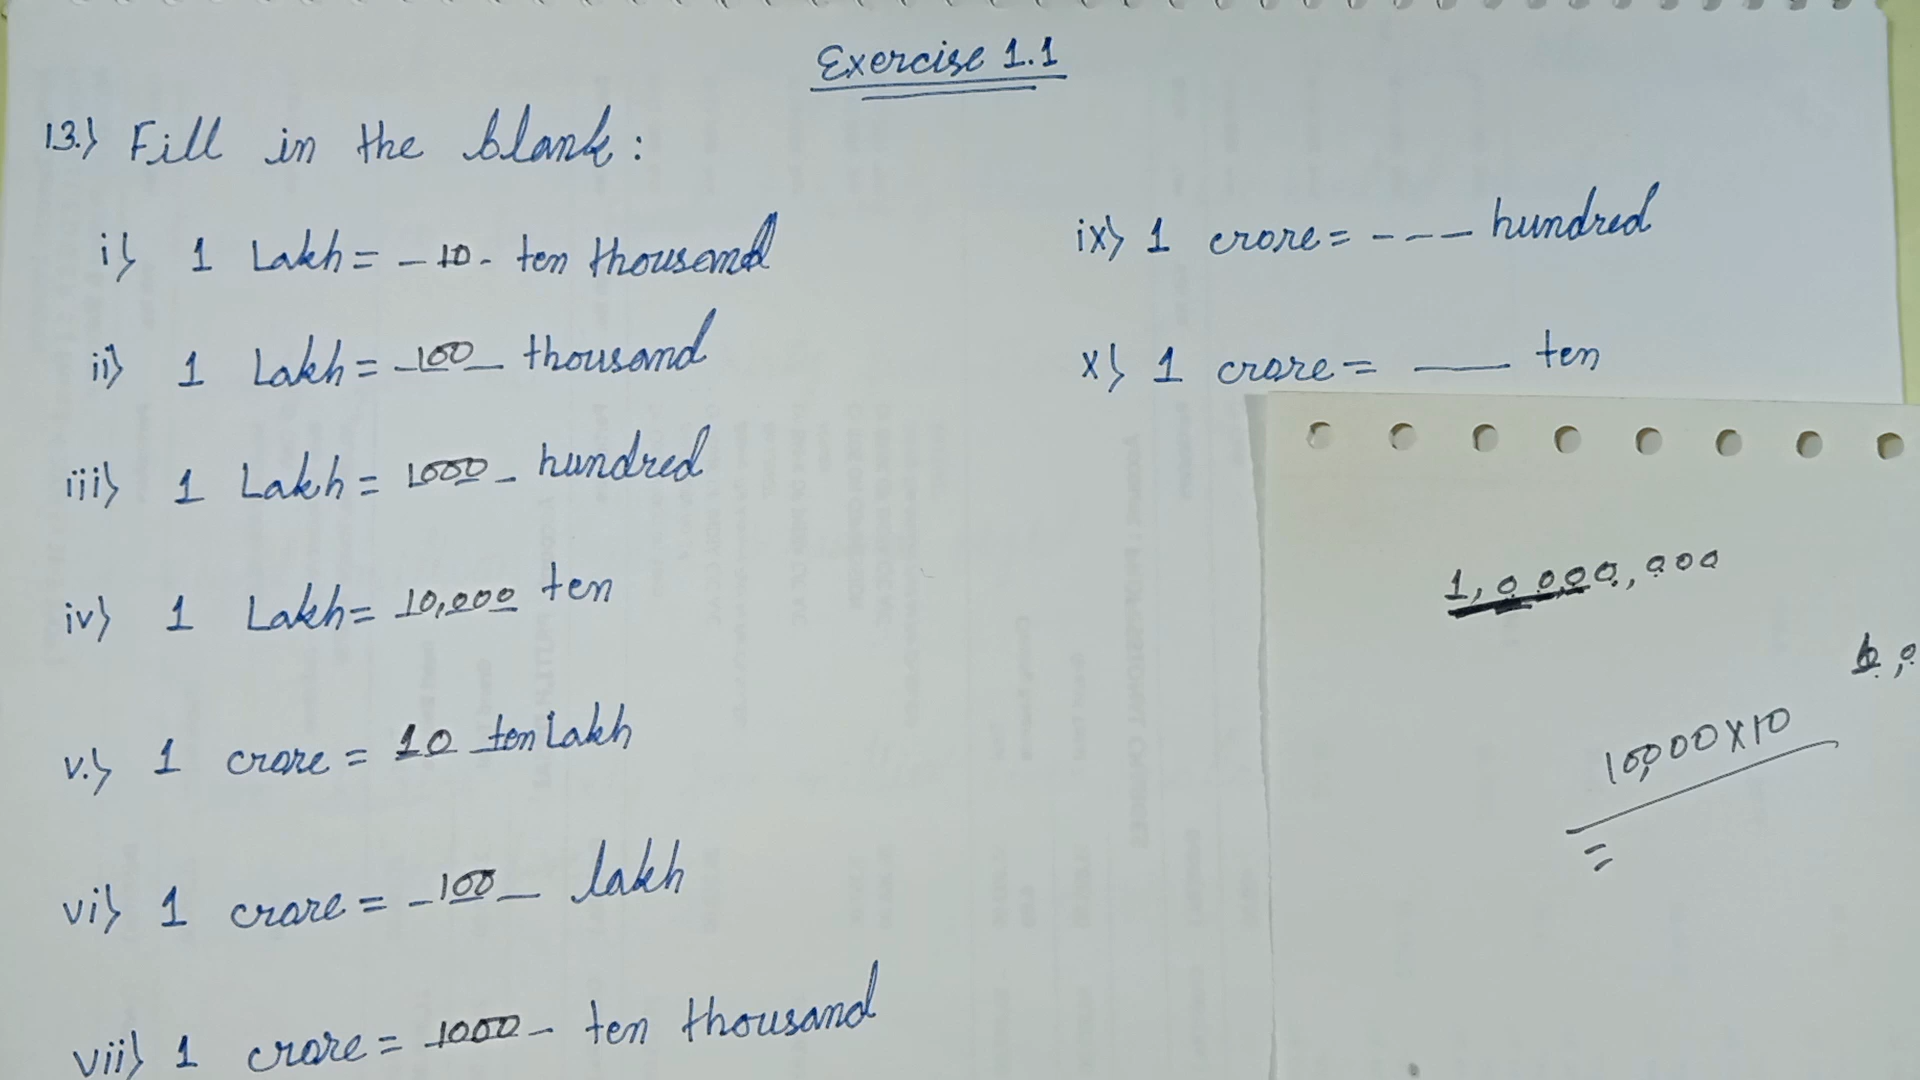 Exercise 1.1
13.) Fill in the blank:
i) 1 Lakh = - 10 - ten thousand
ii) 1 Lakh = - 100 - thousand
iii) 1 Lakh = 1000 - hundred
iv) 1 Lakh = 10,000 ten
v.) 1 crore = 10 ten Lakh
vi) 1 crore = - 100 - lakh
vii) 1 crore = 1000 - ten thousand
ix) 1 crore = - - - hundred
x) 1 crore = ___ ten
1,0000,000
10,000 X 10
=